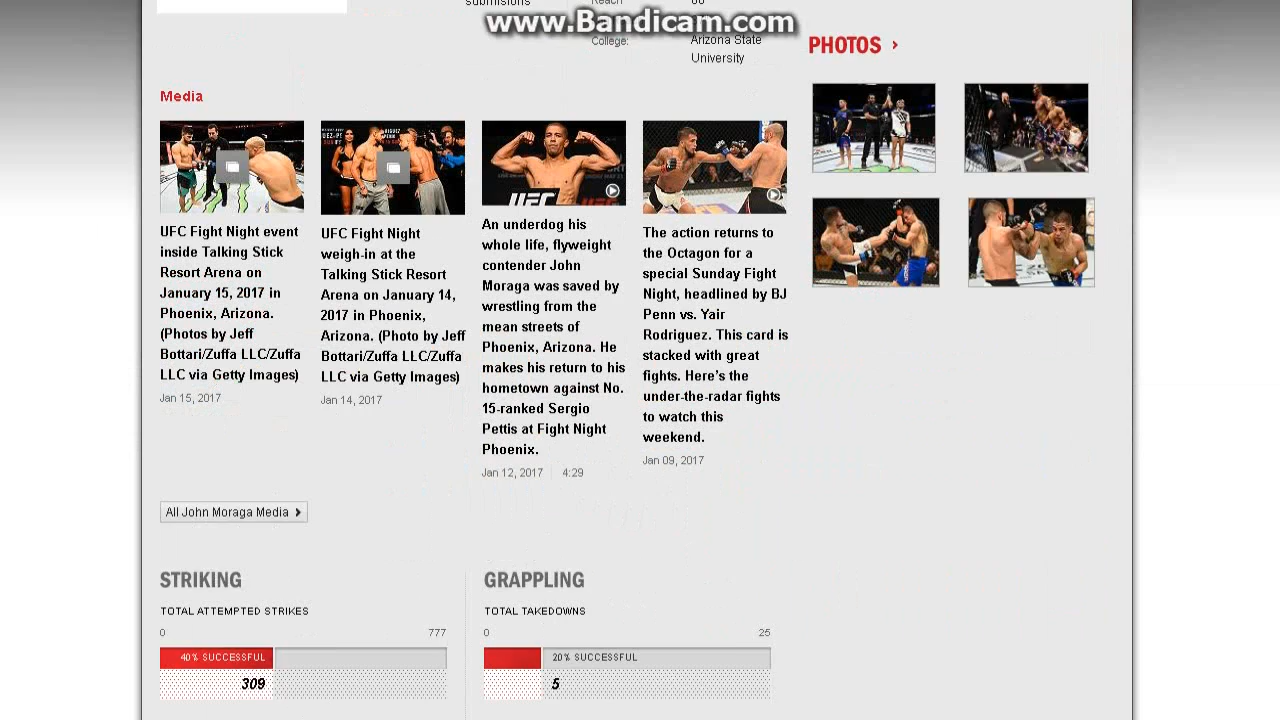 submissions
Reach
www.Bandicam.com
College:
Arizona State
University
PHOTOS ›
Media
UFC Fight Night event
inside Talking Stick
Resort Arena on
January 15, 2017 in
Phoenix, Arizona.
(Photos by Jeff
Bottari/Zuffa LLC/Zuffa
LLC via Getty Images)
Jan 15, 2017
UFC Fight Night
weigh-in at the
Talking Stick Resort
Arena on January 14,
2017 in Phoenix,
Arizona. (Photo by Jeff
Bottari/Zuffa LLC/Zuffa
LLC via Getty Images)
Jan 14, 2017
UFC
An underdog his
whole life, flyweight
contender John
Moraga was saved by
wrestling from the
mean streets of
Phoenix, Arizona. He
makes his return to his
hometown against No.
15-ranked Sergio
Pettis at Fight Night
Phoenix.
Jan 12, 2017 4:29
The action returns to
the Octagon for a
special Sunday Fight
Night, headlined by BJ
Penn vs. Yair
Rodriguez. This card is
stacked with great
fights. Here’s the
under-the-radar fights
to watch this
weekend.
Jan 09, 2017
All John Moraga Media
STRIKING
TOTAL ATTEMPTED STRIKES
0 777
40% SUCCESSFUL
309
GRAPPLING
TOTAL TAKEDOWNS
0 25
20% SUCCESSFUL
5